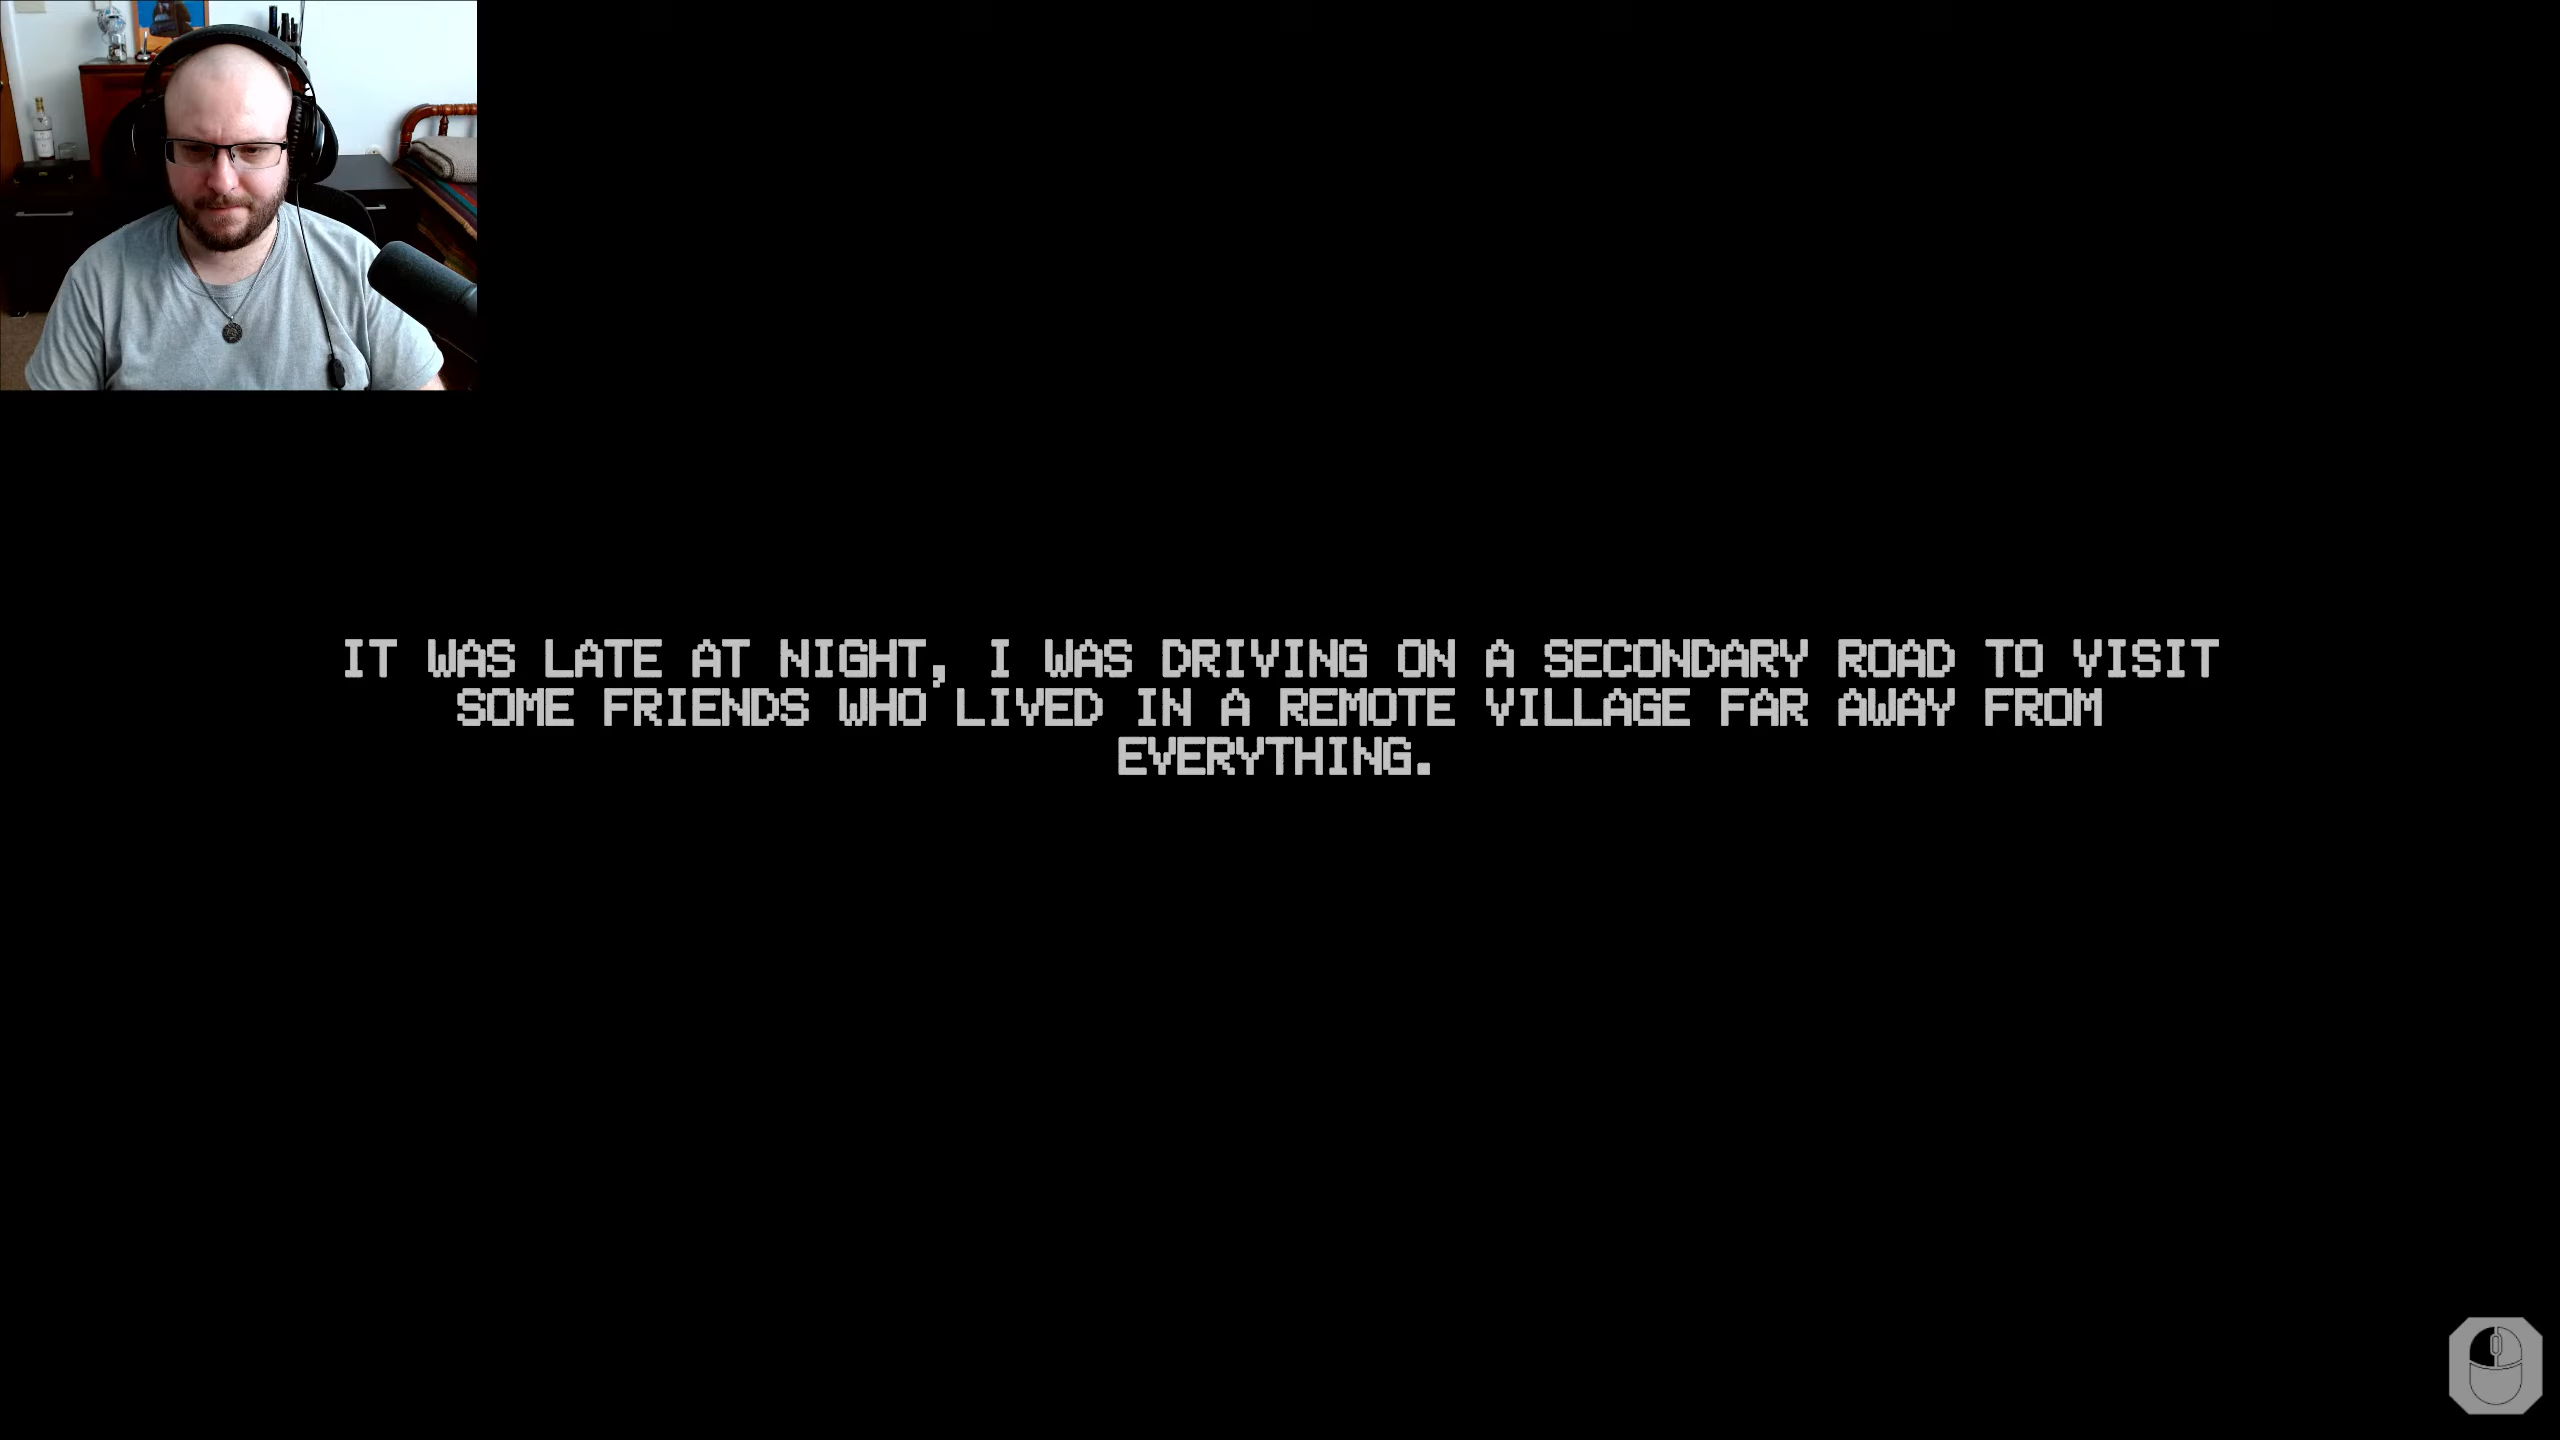 IT WAS LATE AT NIGHT, I WAS DRIVING ON A SECONDARY ROAD TO VISIT
SOME FRIENDS WHO LIVED IN A REMOTE VILLAGE FAR AWAY FROM
EVERYTHING.